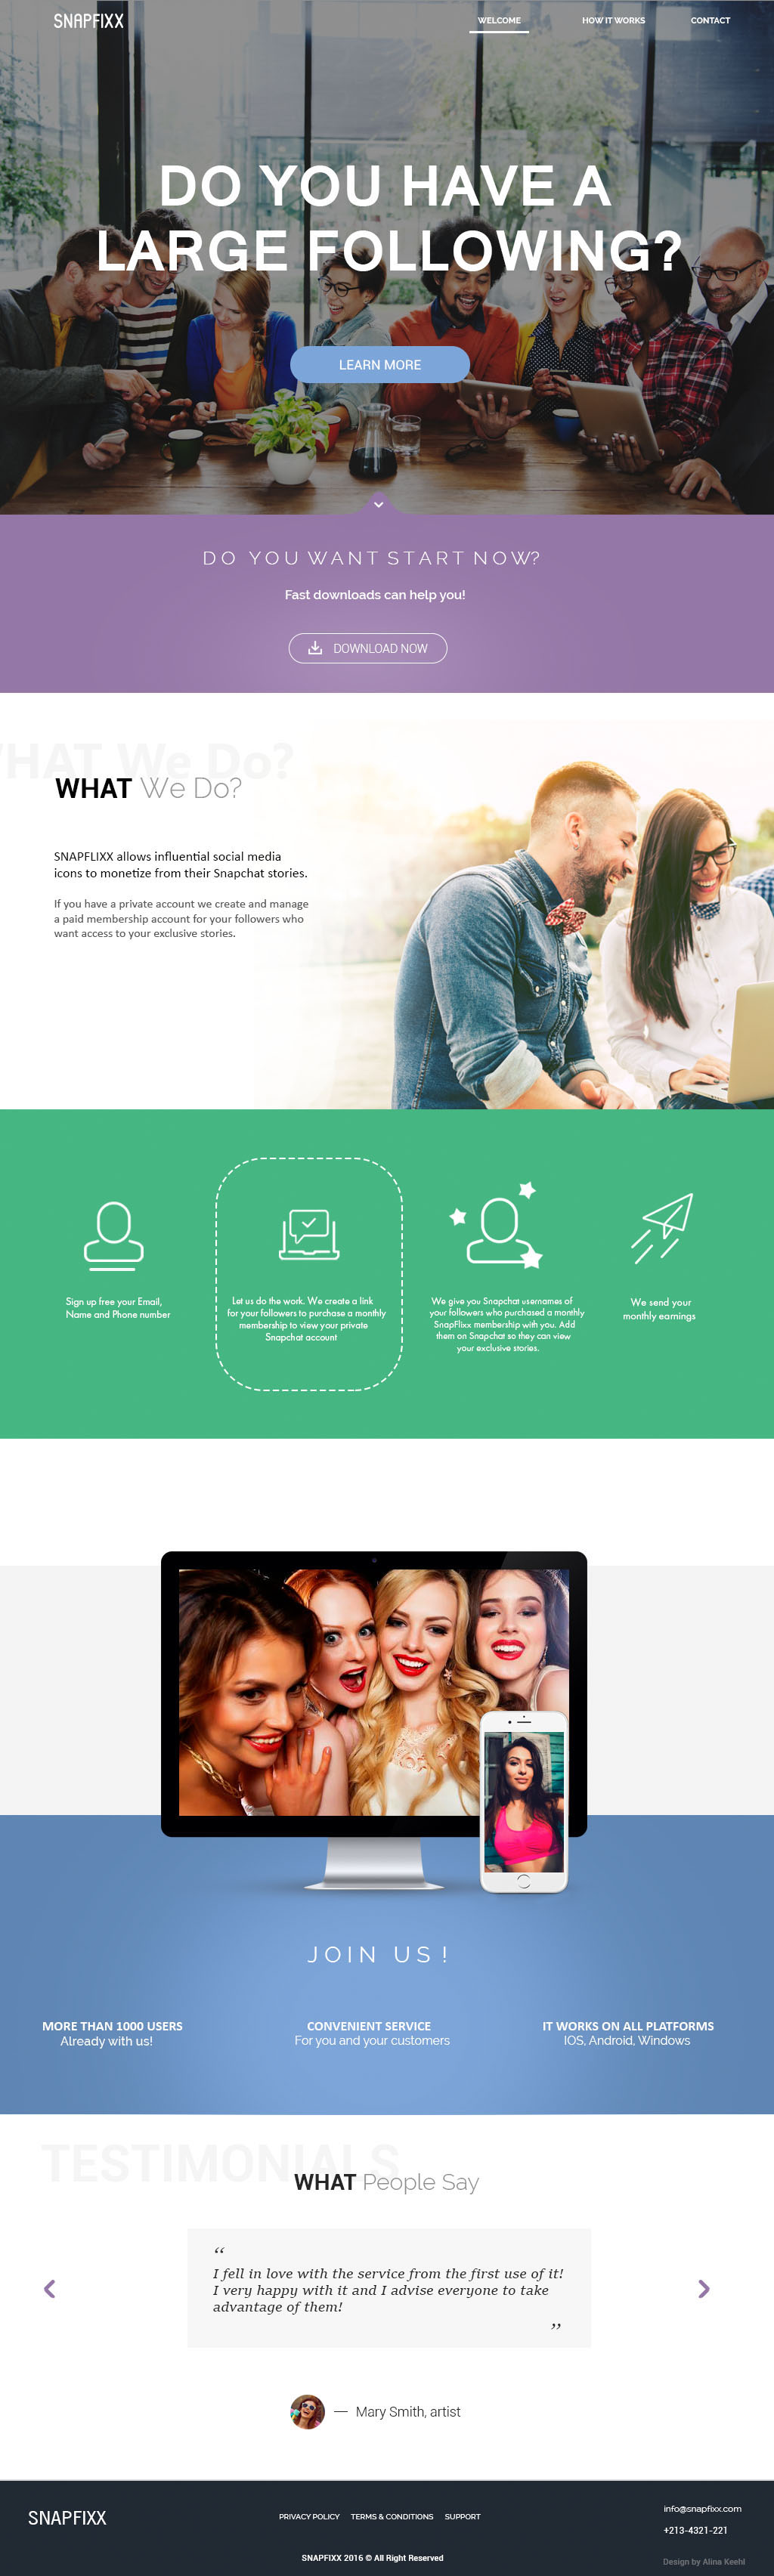 SNAPFIXX
WELCOME
HOW IT WORKS
CONTACT
DO YOU HAVE A
LARGE FOLLOWING?
LEARN MORE
DO YOU WANT START NOW?
Fast downloads can help you!
DOWNLOAD NOW
WHAT We Do?
WHAT We Do?
SNAPFLIXX allows influential social media
icons to monetize from their Snapchat stories.
If you have a private account we create and manage
a paid membership account for your followers who
want access to your exclusive stories.
Sign up free your Email,
Name and Phone number
Let us do the work. We create a link
for your followers to purchase a monthly
membership to view your private
Snapchat account
We give you Snapchat usernames of
your followers who purchased a monthly
SnapFlixx membership with you. Add
them on Snapchat so they can view
your exclusive stories.
We send your
monthly earnings
JOIN US !
MORE THAN 1000 USERS
Already with us!
CONVENIENT SERVICE
For you and your customers
IT WORKS ON ALL PLATFORMS
IOS, Android, Windows
TESTIMONIALS
WHAT People Say
“
I fell in love with the service from the first use of it!
I very happy with it and I advise everyone to take
advantage of them!
”
— Mary Smith, artist
SNAPFIXX
PRIVACY POLICY
TERMS & CONDITIONS
SUPPORT
info@snapfixx.com
+213-4321-221
SNAPFIXX 2016 © All Right Reserved
Design by Alina Keehl